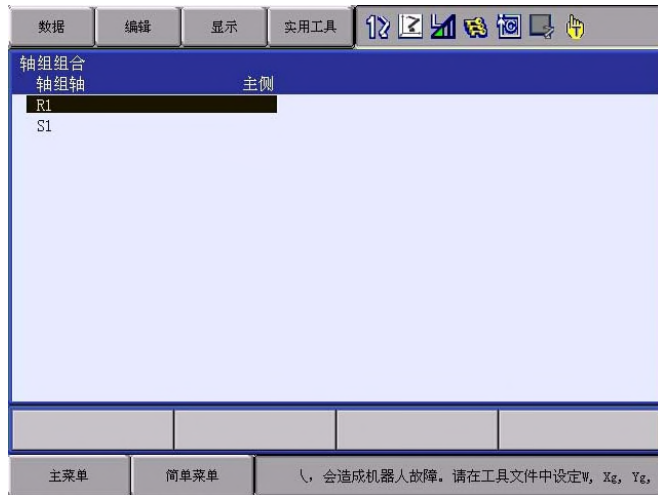 数据 编辑 显示 实用工具
轴组组合
轴组轴 主侧
R1
S1
主菜单 简单菜单 会造成机器人故障。请在工具文件中设定W, Xg, Yg,